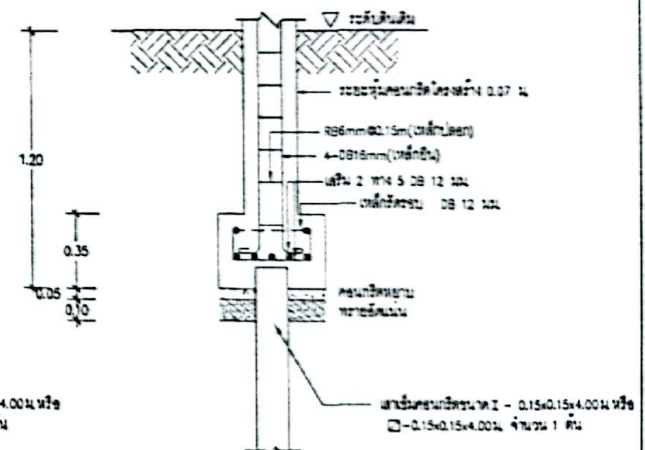 ระดับดินเดิม
ระยะหุ้มคอนกรีตโครงสร้าง 0.07 ม.
RB6mm@0.15m(เหล็กปลอก)
1.20
4-DB16mm(เหล็กยืน)
เสริม 2 ทาง 5 DB 12 มม.
เหล็กรัดรอบ DB 12 มม.
0.35
0.05
คอนกรีตหยาบ
0.10
ทรายอัดแน่น
4.00ม.หรือ
เสาเข็มคอนกรีตขนาด I - 0.15x0.15x4.00ม.หรือ
-0.15x0.15x4.00ม. จำนวน 1 ต้น